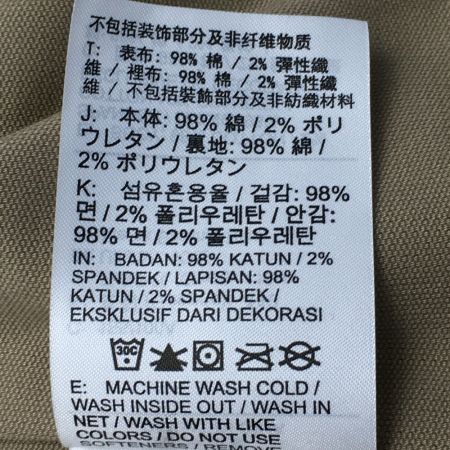 不包括装饰部分及非纤维物质
T: 表布: 98% 棉 / 2% 彈性纖
維 / 裡布: 98% 棉 / 2% 彈性纖
維 / 不包括裝飾部分及非紡織材料
J: 本体: 98% 綿 / 2% ポリ
ウレタン / 裏地: 98% 綿 /
2% ポリウレタン
K: 섬유혼용율 / 겉감: 98%
면 / 2% 폴리우레탄 / 안감:
98% 면 / 2% 폴리우레탄
IN: BADAN: 98% KATUN / 2%
SPANDEK / LAPISAN: 98%
KATUN / 2% SPANDEK /
EKSKLUSIF DARI DEKORASI
30C
E: MACHINE WASH COLD /
WASH INSIDE OUT / WASH IN
NET / WASH WITH LIKE
COLORS / DO NOT USE
SOFTENERS